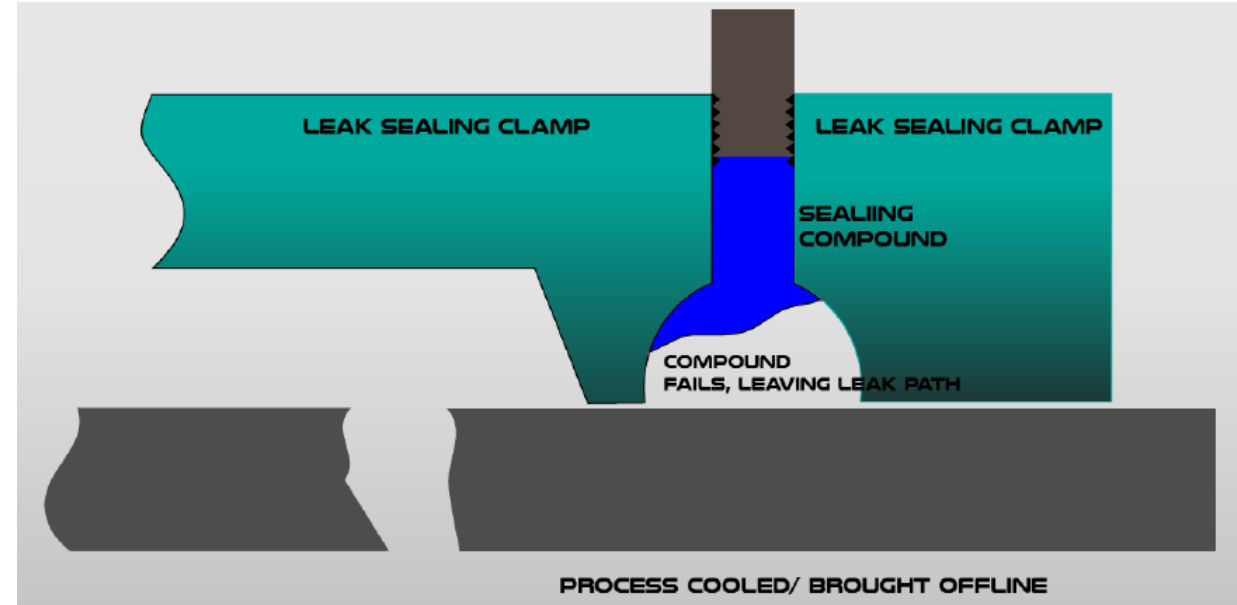 LEAK SEALING CLAMP
LEAK SEALING CLAMP
SEALIING
COMPOUND
COMPOUND
FAILS, LEAVING LEAK PATH
PROCESS COOLED/ BROUGHT OFFLINE